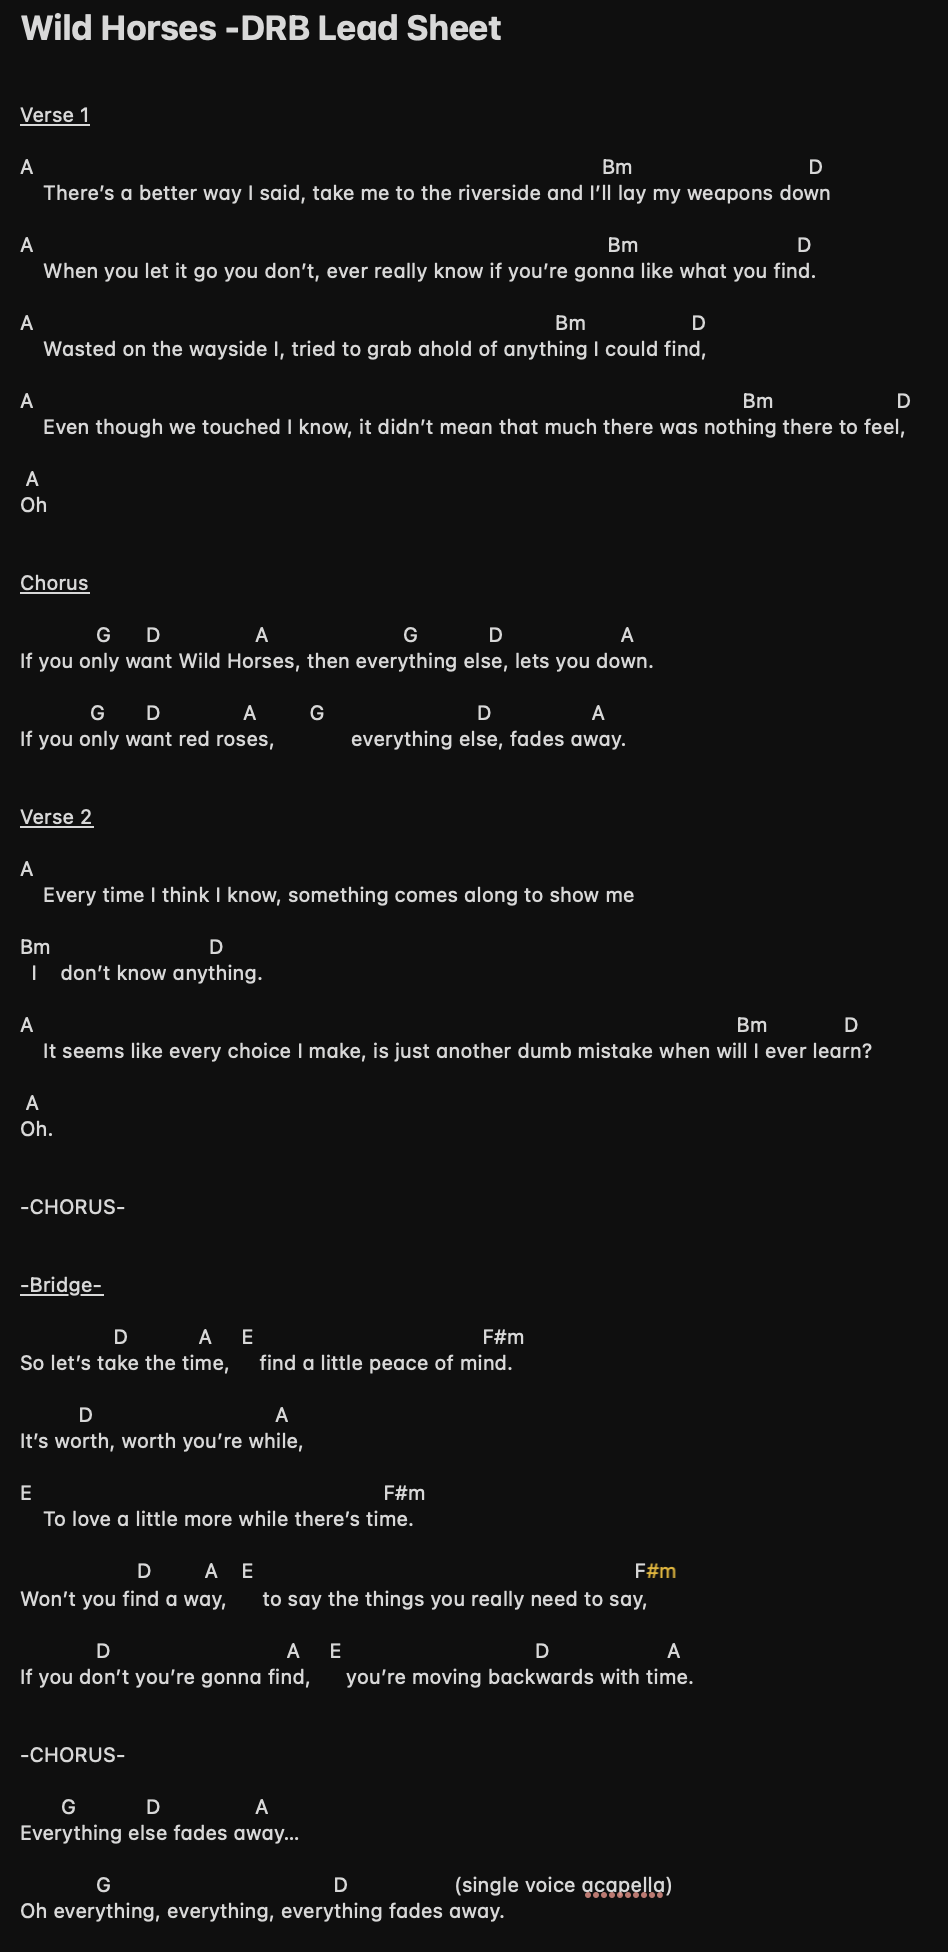 Wild Horses -DRB Lead Sheet
Verse 1
A Bm D
There’s a better way I said, take me to the riverside and I’ll lay my weapons down
A Bm D
When you let it go you don’t, ever really know if you’re gonna like what you find.
A Bm D
Wasted on the wayside I, tried to grab ahold of anything I could find,
A Bm D
Even though we touched I know, it didn’t mean that much there was nothing there to feel,
A
Oh
Chorus
G D A G D A
If you only want Wild Horses, then everything else, lets you down.
G D A G D A
If you only want red roses, everything else, fades away.
Verse 2
A
Every time I think I know, something comes along to show me
Bm D
I don’t know anything.
A Bm D
It seems like every choice I make, is just another dumb mistake when will I ever learn?
A
Oh.
-CHORUS-
-Bridge-
D A E F#m
So let’s take the time, find a little peace of mind.
D A
It’s worth, worth you’re while,
E F#m
To love a little more while there’s time.
D A E F#m
Won’t you find a way, to say the things you really need to say,
D A E D A
If you don’t you’re gonna find, you’re moving backwards with time.
-CHORUS-
G D A
Everything else fades away...
G D (single voice acapella)
Oh everything, everything, everything fades away.